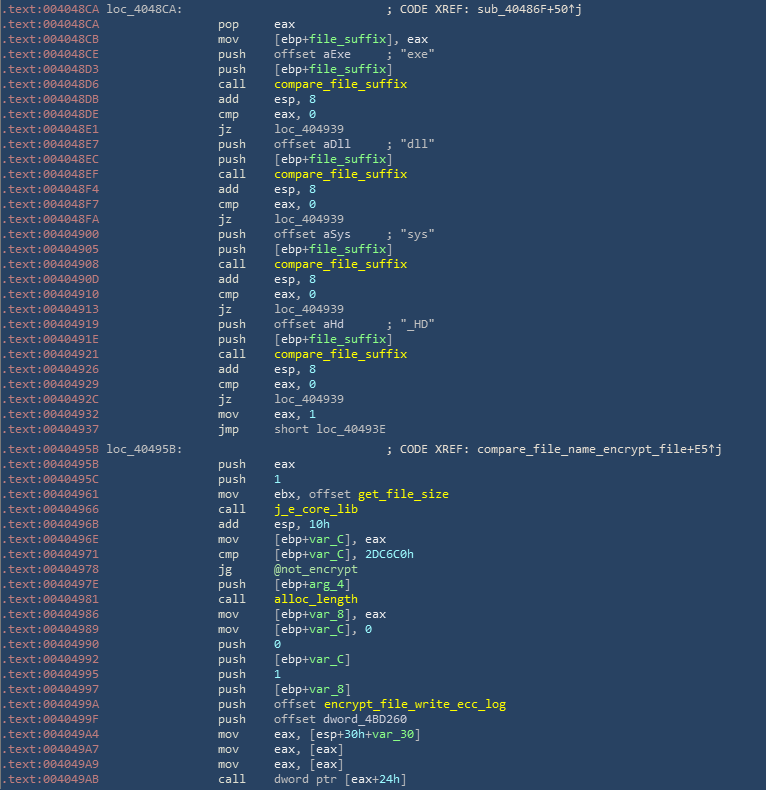 .text:004048CA loc_4048CA: ; CODE XREF: sub_40486F+50↑j
.text:004048CA pop eax
.text:004048CB mov [ebp+file_suffix], eax
.text:004048CE push offset aExe ; "exe"
.text:004048D3 push [ebp+file_suffix]
.text:004048D6 call compare_file_suffix
.text:004048DB add esp, 8
.text:004048DE cmp eax, 0
.text:004048E1 jz loc_404939
.text:004048E7 push offset aDll ; "dll"
.text:004048EC push [ebp+file_suffix]
.text:004048EF call compare_file_suffix
.text:004048F4 add esp, 8
.text:004048F7 cmp eax, 0
.text:004048FA jz loc_404939
.text:00404900 push offset aSys ; "sys"
.text:00404905 push [ebp+file_suffix]
.text:00404908 call compare_file_suffix
.text:0040490D add esp, 8
.text:00404910 cmp eax, 0
.text:00404913 jz loc_404939
.text:00404919 push offset aHd ; "_HD"
.text:0040491E push [ebp+file_suffix]
.text:00404921 call compare_file_suffix
.text:00404926 add esp, 8
.text:00404929 cmp eax, 0
.text:0040492C jz loc_404939
.text:00404932 mov eax, 1
.text:00404937 jmp short loc_40493E
.text:0040495B loc_40495B: ; CODE XREF: compare_file_name_encrypt_file+E5↑j
.text:0040495B push eax
.text:0040495C push 1
.text:00404961 mov ebx, offset get_file_size
.text:00404966 call j_e_core_lib
.text:0040496B add esp, 10h
.text:0040496E mov [ebp+var_C], eax
.text:00404971 cmp [ebp+var_C], 2DC6C0h
.text:00404978 jg @not_encrypt
.text:0040497E push [ebp+arg_4]
.text:00404981 call alloc_length
.text:00404986 mov [ebp+var_8], eax
.text:00404989 mov [ebp+var_C], 0
.text:00404990 push 0
.text:00404992 push [ebp+var_C]
.text:00404995 push 1
.text:00404997 push [ebp+var_8]
.text:0040499A push offset encrypt_file_write_ecc_log
.text:0040499F push offset dword_4BD260
.text:004049A4 mov eax, [esp+30h+var_30]
.text:004049A7 mov eax, [eax]
.text:004049A9 mov eax, [eax]
.text:004049AB call dword ptr [eax+24h]